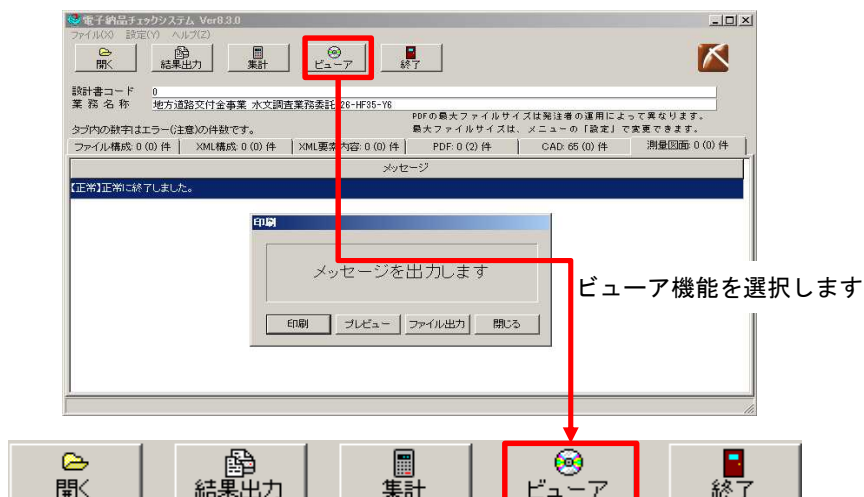 電子納品チェックシステム Ver8.3.0
ファイル(X) 設定(Y) ヘルプ(Z)
開く 結果出力 集計 ビューア 終了
設計書コード 0
業務名称 地方道路交付金事業 水文調査業務委託 26-HF35-Y6
PDFの最大ファイルサイズは発注者の運用によって異なります。
タブ内の数字はエラー(注意)の件数です。 最大ファイルサイズは、メニューの「設定」で変更できます。
ファイル構成: 0 (0) 件 XML構成: 0 (0) 件 XML要素内容: 0 (0) 件 PDF: 0 (2) 件 CAD: 65 (0) 件 測量図面: 0 (0) 件
メッセージ
【正常】正常に終了しました。
印刷
メッセージを出力します
ビューア機能を選択します
印刷 プレビュー ファイル出力 閉じる
開く 結果出力 集計 ビューア 終了